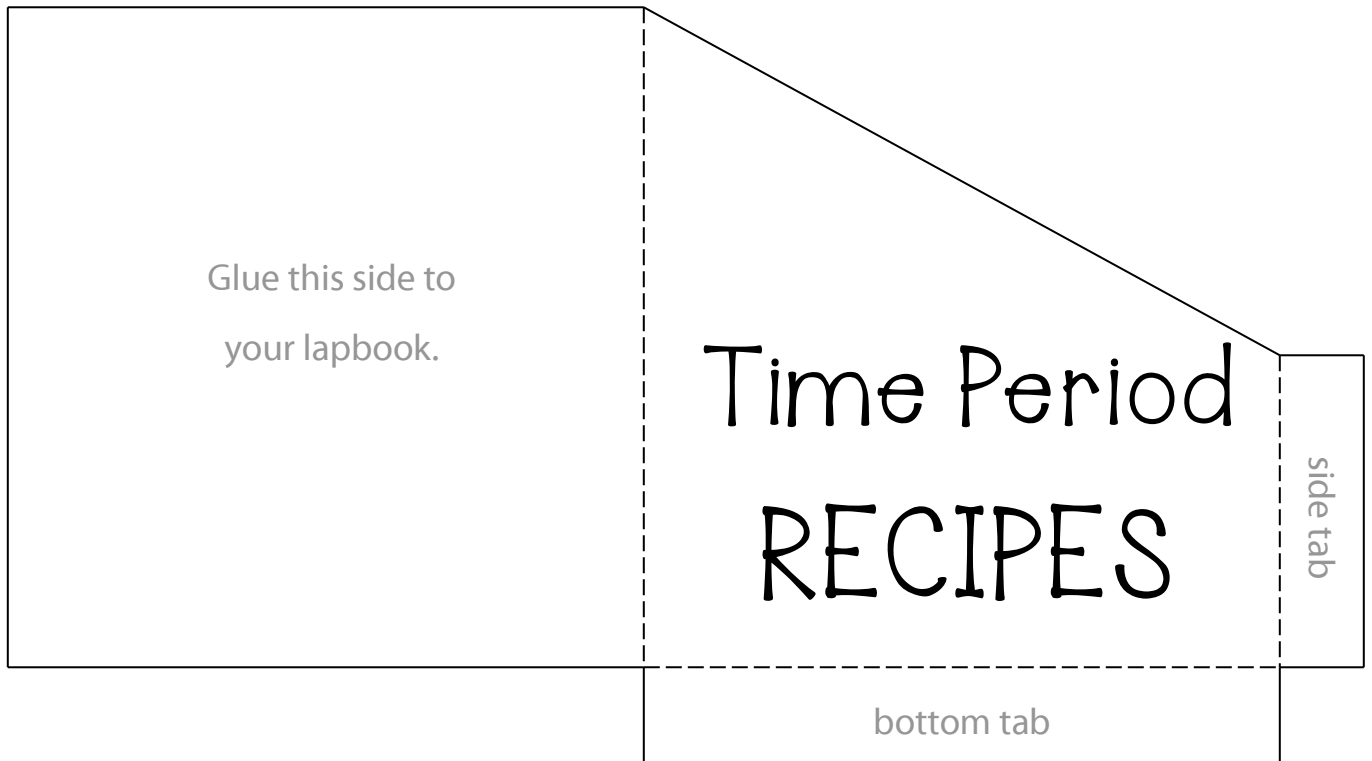 Glue this side to
your lapbook.
Time Period
RECIPES
side tab
bottom tab